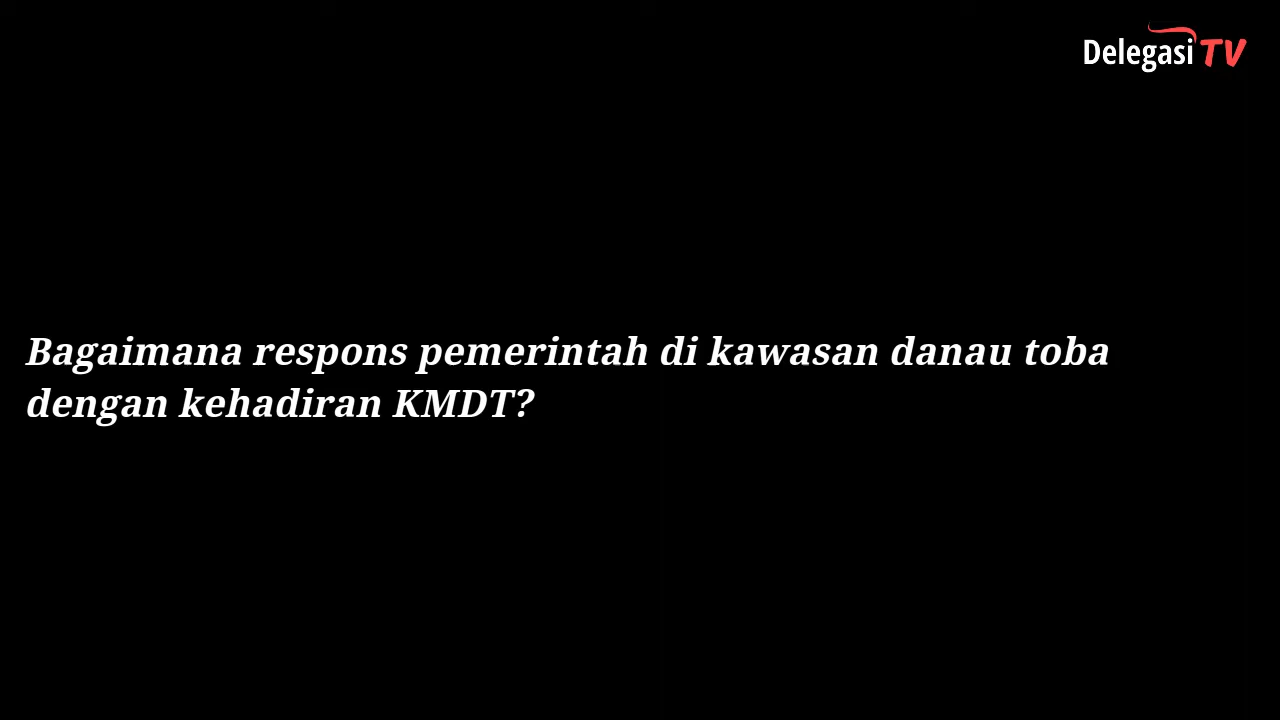 Delegasi TV
Bagaimana respons pemerintah di kawasan danau toba
dengan kehadiran KMDT?